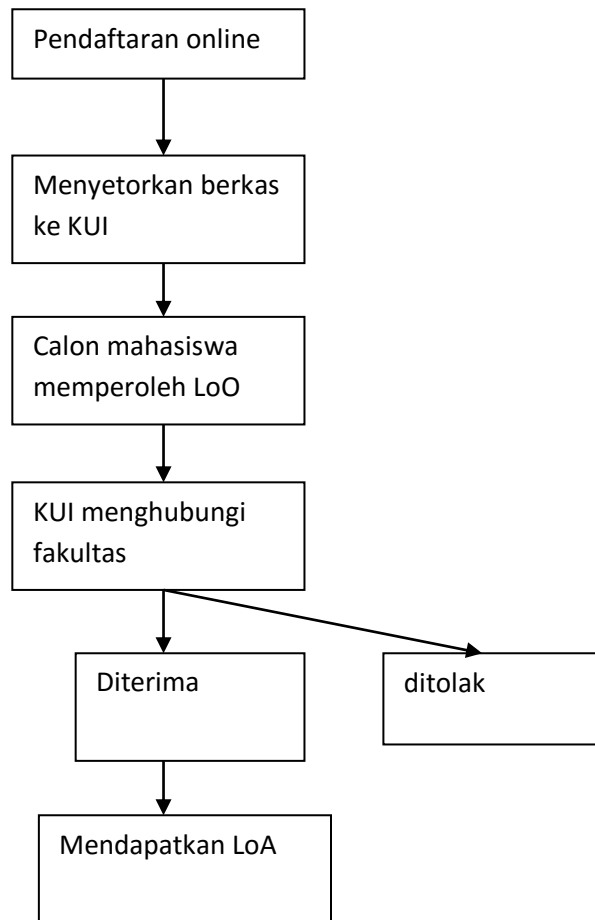 Pendaftaran online
Menyetorkan berkas
ke KUI
Calon mahasiswa
memperoleh LoO
KUI menghubungi
fakultas
Diterima
ditolak
Mendapatkan LoA